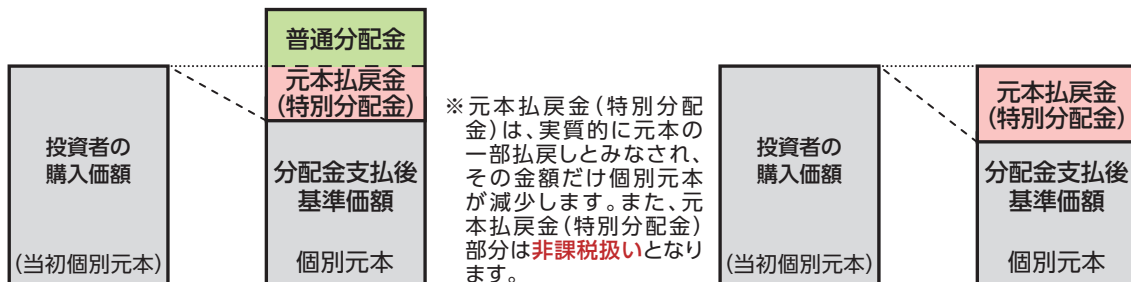 投資者の
購入価額
(当初個別元本)
普通分配金
元本払戻金
(特別分配金)
分配金支払後
基準価額
個別元本
※元本払戻金(特別分配
金)は、実質的に元本の
一部払戻しとみなされ、
その金額だけ個別元本
が減少します。また、元
本払戻金(特別分配金)
部分は非課税扱いとなり
ます。
投資者の
購入価額
(当初個別元本)
元本払戻金
(特別分配金)
分配金支払後
基準価額
個別元本